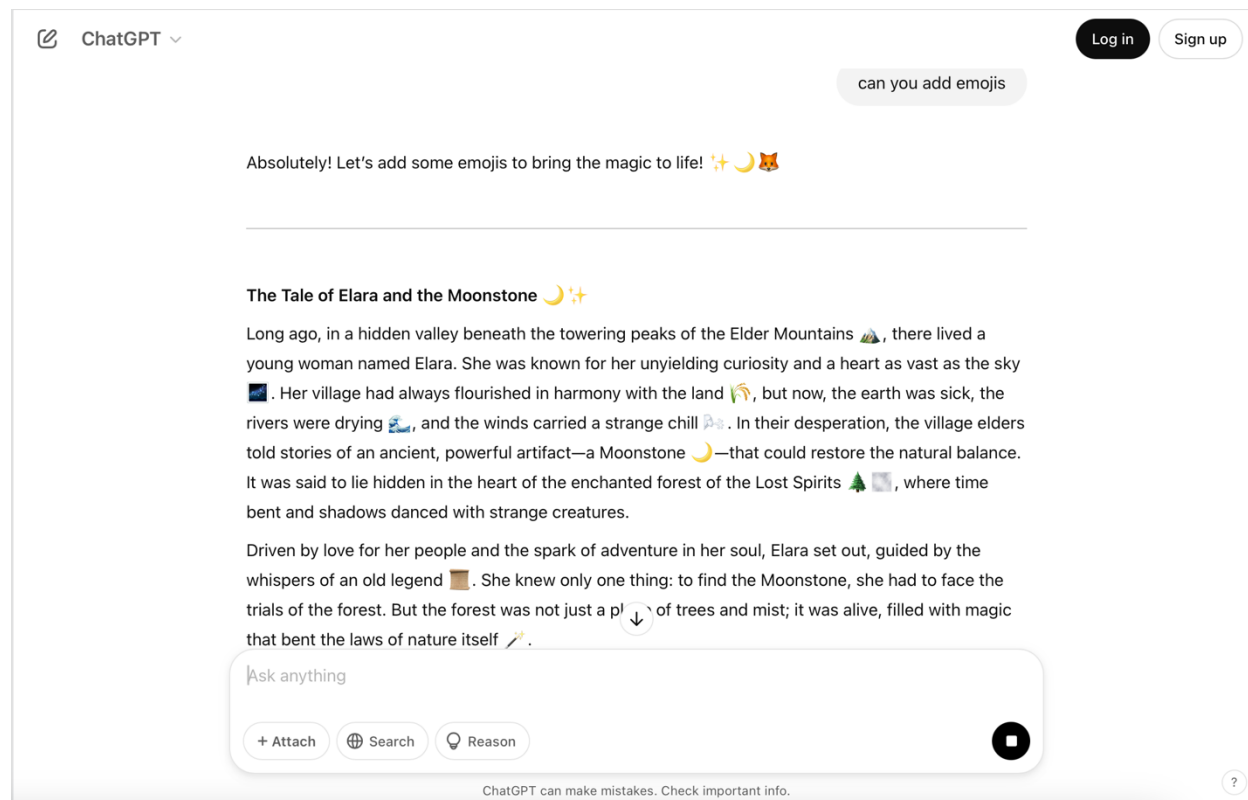 ChatGPT
Log in
Sign up
can you add emojis
Absolutely! Let’s add some emojis to bring the magic to life! ✨🌙🦊
The Tale of Elara and the Moonstone 🌙✨
Long ago, in a hidden valley beneath the towering peaks of the Elder Mountains 🏔️, there lived a
young woman named Elara. She was known for her unyielding curiosity and a heart as vast as the sky
🌌. Her village had always flourished in harmony with the land 🌾, but now, the earth was sick, the
rivers were drying 🌊, and the winds carried a strange chill 🌬️. In their desperation, the village elders
told stories of an ancient, powerful artifact—a Moonstone 🌙—that could restore the natural balance.
It was said to lie hidden in the heart of the enchanted forest of the Lost Spirits 🌲🌫️, where time
bent and shadows danced with strange creatures.
Driven by love for her people and the spark of adventure in her soul, Elara set out, guided by the
whispers of an old legend 📜. She knew only one thing: to find the Moonstone, she had to face the
trials of the forest. But the forest was not just a of trees and mist; it was alive, filled with magic
that bent the laws of nature itself 🪄.
Ask anything
+ Attach
Search
Reason
ChatGPT can make mistakes. Check important info.
?